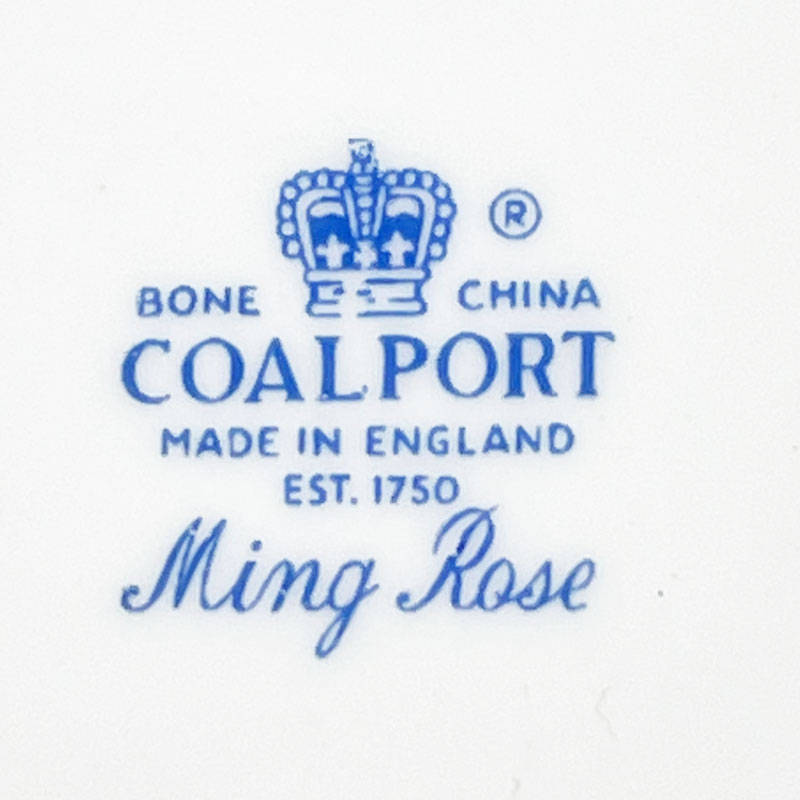 ®
BONE CHINA
COALPORT
MADE IN ENGLAND
EST. 1750
Ming Rose